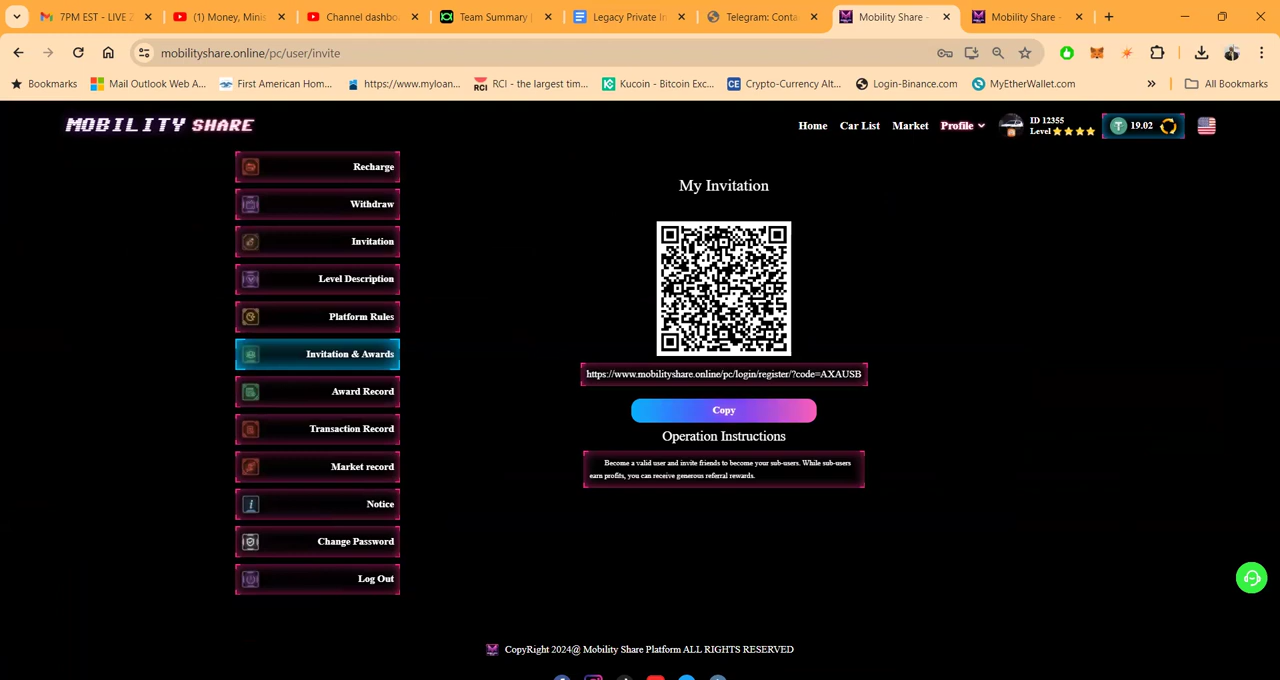 7PM EST - LIVE Z
(1) Money, Minis
Channel dashbo
Team Summary |
Legacy Private In
Telegram: Conta
Mobility Share -
Mobility Share -
mobilityshare.online/pc/user/invite
Bookmarks
Mail Outlook Web A...
First American Hom...
https://www.myloan...
RCI - the largest tim...
Kucoin - Bitcoin Exc...
Crypto-Currency Alt...
Login-Binance.com
MyEtherWallet.com
All Bookmarks
MOBILITY SHARE
Home
Car List
Market
Profile
ID 12355
Level
19.02
Recharge
Withdraw
Invitation
Level Description
Platform Rules
Invitation & Awards
Award Record
Transaction Record
Market record
Notice
Change Password
Log Out
My Invitation
https://www.mobilityshare.online/pc/login/register/?code=AXAUSB
Copy
Operation Instructions
Become a valid user and invite friends to become your sub-users. While sub-users
earn profits, you can receive generous referral rewards.
CopyRight 2024@ Mobility Share Platform ALL RIGHTS RESERVED